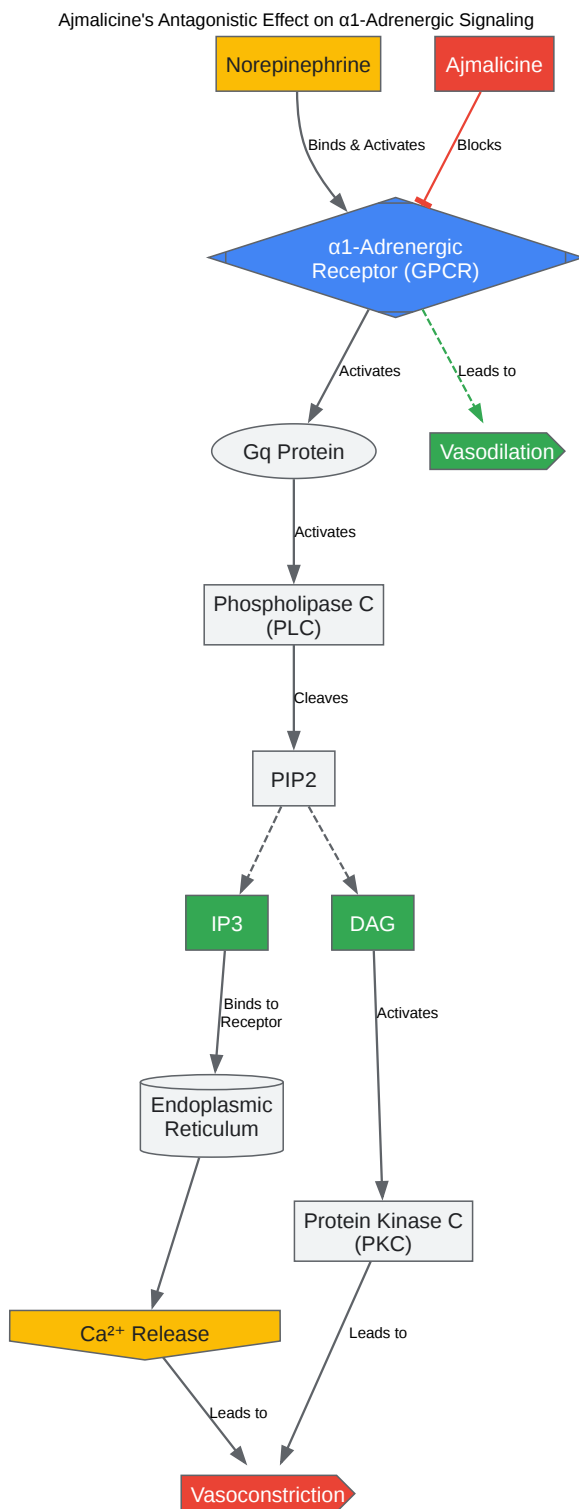 Ajmalicine's Antagonistic Effect on α1-Adrenergic Signaling
Norepinephrine
Ajmalicine
Binds & Activates
Blocks
α1-Adrenergic
Receptor (GPCR)
Activates
Leads to
Gq Protein
Vasodilation
Activates
Phospholipase C
(PLC)
Cleaves
PIP2
IP3
DAG
Binds to
Receptor
Activates
Endoplasmic
Reticulum
Protein Kinase C
(PKC)
Ca²⁺ Release
Leads to
Leads to
Vasoconstriction